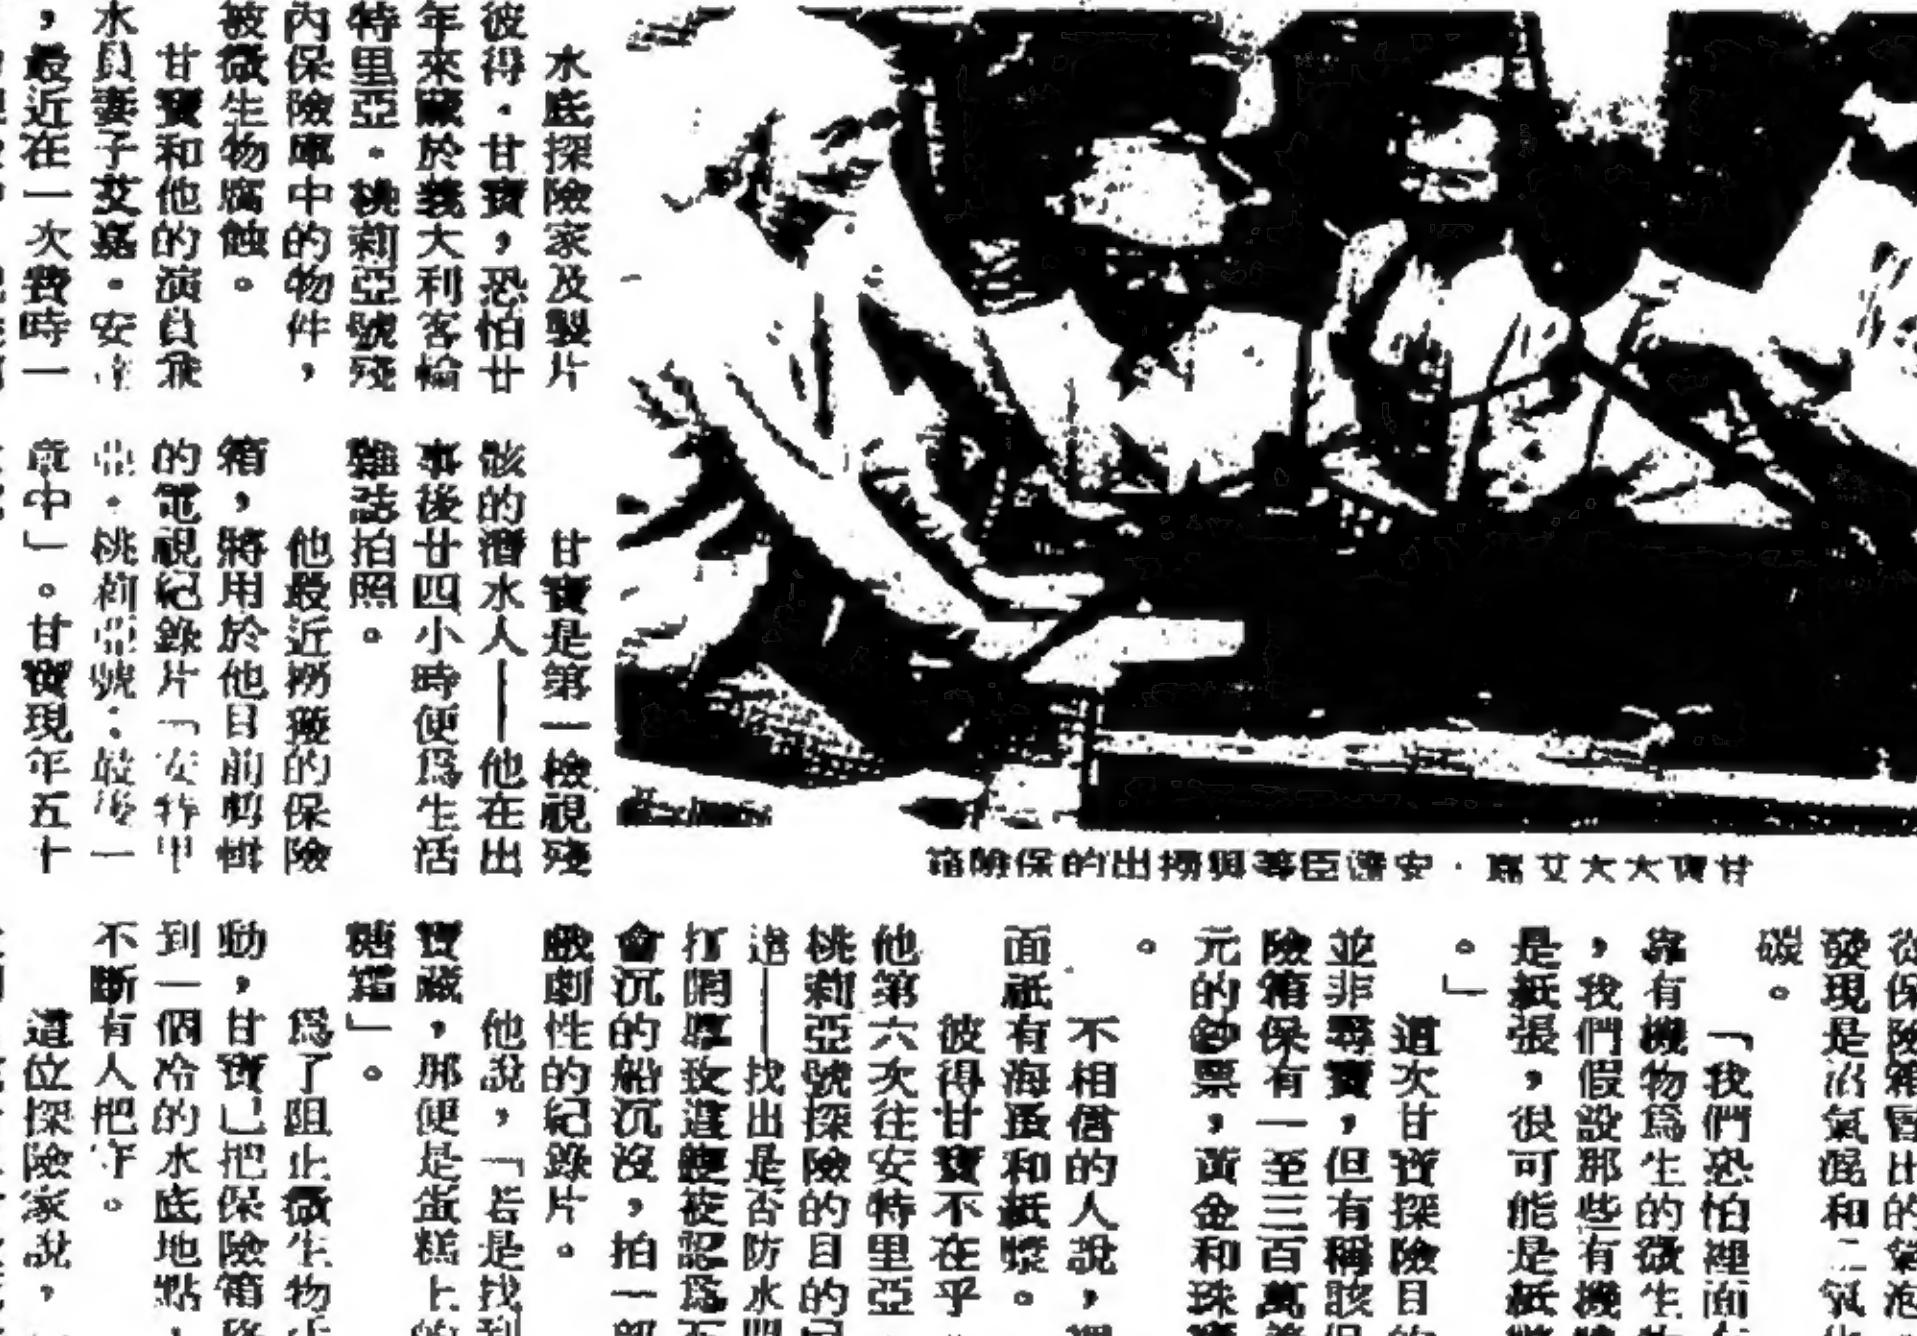 水底探險家及製片
彼得．甘寶，恐怕廿
年來藏於義大利客輪
特里亞．桃莉亞號殘
內保險庫中的物件，
被微生物腐蝕。
甘寶和他的演員兼
水員妻子艾嘉．安
，最近在一次費時一
甘寶是第一檢視殘
骸的潛水人——他在出
事後廿四小時便為生活
雜誌拍照。
他最近撈獲的保險
箱，將用於他目前剪輯
的電視紀錄片「安特里
亞．桃莉亞號：最後一
章中」。甘寶現年五十
甘寶太太艾嘉．安達臣等與撈出的保險箱
從保險箱冒出的氣泡
發現是沼氣混和二氧化
碳。
「我們恐怕裡面有
靠有機物為生的微生物
，我們假設那些有機物
是紙張，很可能是紙幣
。」
這次甘寶探險目的
並非尋寶，但有稱該保
險箱保有一至三百萬美
元的鈔票，黃金和珠寶
。
不相信的人說，裡
面祇有海蚤和紙漿。
彼得甘寶不在乎
他第六次往安特里亞
桃莉亞號探險的目的是
——找出是否防水
打開導致這艘被認為不
會沉的船沉沒，拍一部
戲劇性的紀錄片。
他說，「若是找到
寶藏，那便是蛋糕上的
糖霜」。
為了阻止微生物活
動，甘寶已把保險箱移
到一個冷的水底地點，
不斷有人把守。
這位探險家說，